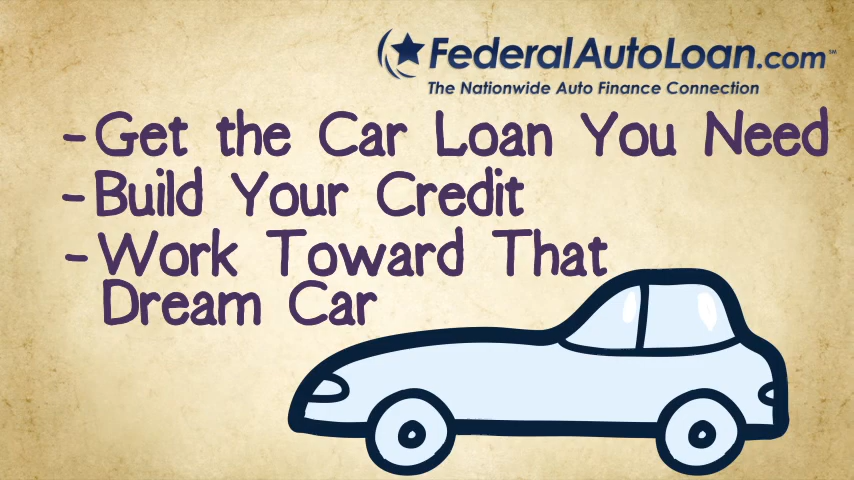 FederalAutoLoan.com™
The Nationwide Auto Finance Connection
-Get the Car Loan You Need
-Build Your Credit
-Work Toward That
Dream Car